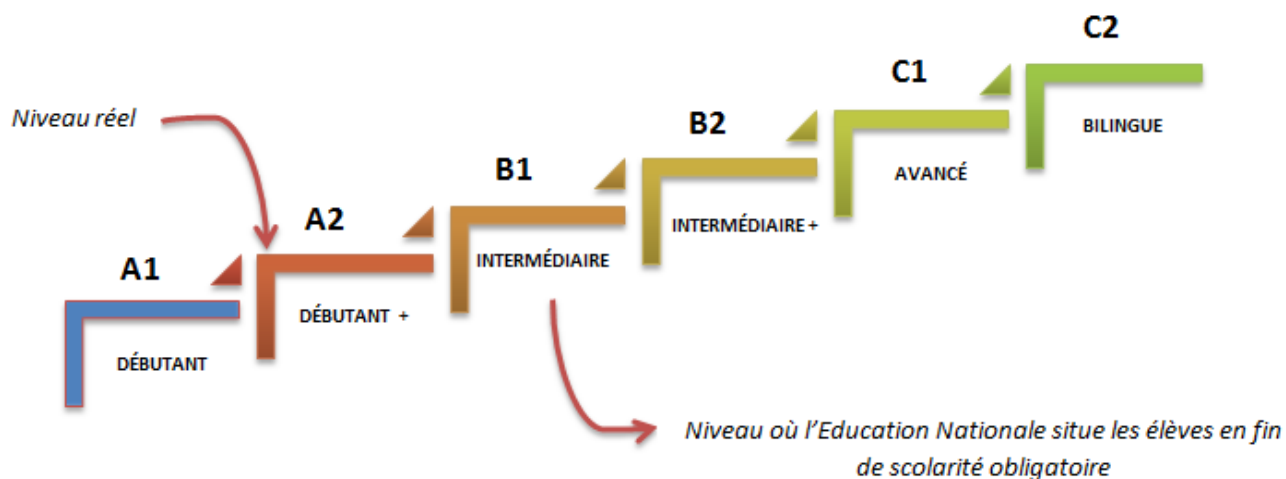 A1
DÉBUTANT
Niveau réel
A2
DÉBUTANT +
B1
INTERMÉDIAIRE
B2
INTERMÉDIAIRE +
C1
AVANCÉ
C2
BILINGUE
Niveau où l’Education Nationale situe les élèves en fin
de scolarité obligatoire